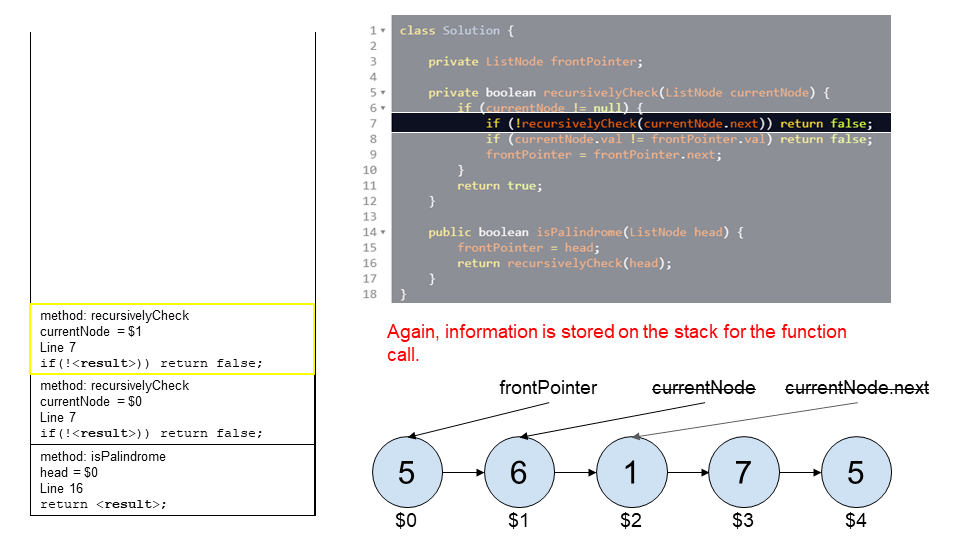 1 class Solution {
2
3 private ListNode frontPointer;
4
5 private boolean recursivelyCheck(ListNode currentNode) {
6 if (currentNode != null) {
7 if (!recursivelyCheck(currentNode.next)) return false;
8 if (currentNode.val != frontPointer.val) return false;
9 frontPointer = frontPointer.next;
10 }
11 return true;
12 }
13
14 public boolean isPalindrome(ListNode head) {
15 frontPointer = head;
16 return recursivelyCheck(head);
17 }
18 }
method: recursivelyCheck
currentNode = $1
Line 7
if(!<result>)) return false;
method: recursivelyCheck
currentNode = $0
Line 7
if(!<result>)) return false;
method: isPalindrome
head = $0
Line 16
return <result>;
Again, information is stored on the stack for the function
call.
frontPointer currentNode currentNode.next
5 6 1 7 5
$0 $1 $2 $3 $4